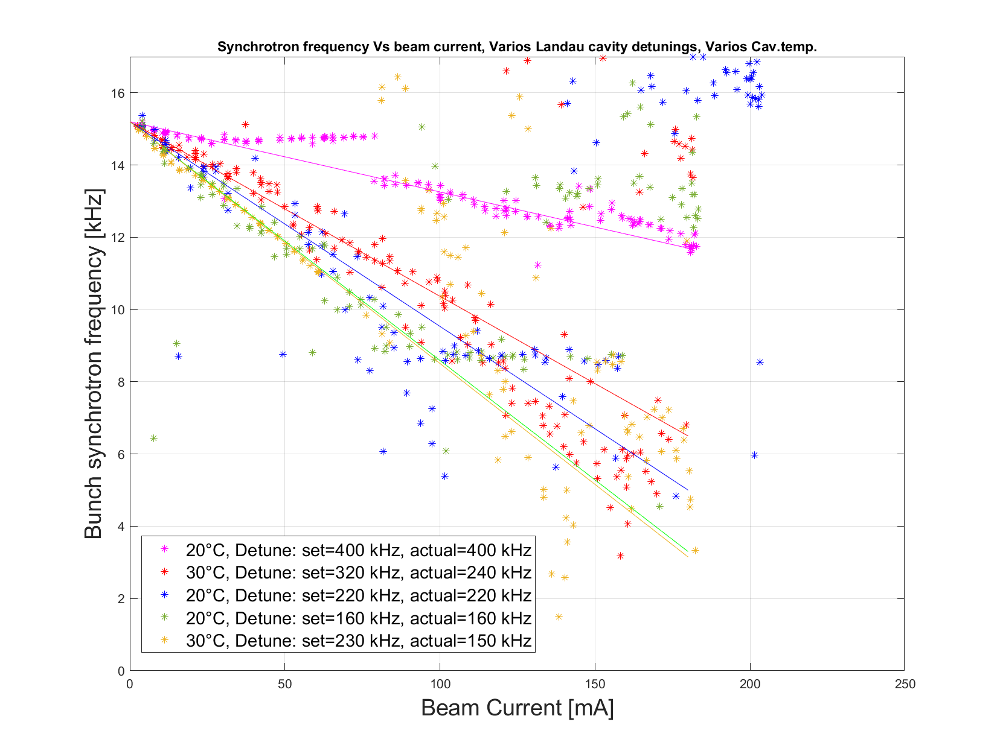 Synchrotron frequency Vs beam current, Varios Landau cavity detunings, Varios Cav.temp.
Bunch synchrotron frequency [kHz]
16
14
12
10
8
6
4
2
0
20°C, Detune: set=400 kHz, actual=400 kHz
30°C, Detune: set=320 kHz, actual=240 kHz
20°C, Detune: set=220 kHz, actual=220 kHz
20°C, Detune: set=160 kHz, actual=160 kHz
30°C, Detune: set=230 kHz, actual=150 kHz
0 50 100 150 200 250
Beam Current [mA]